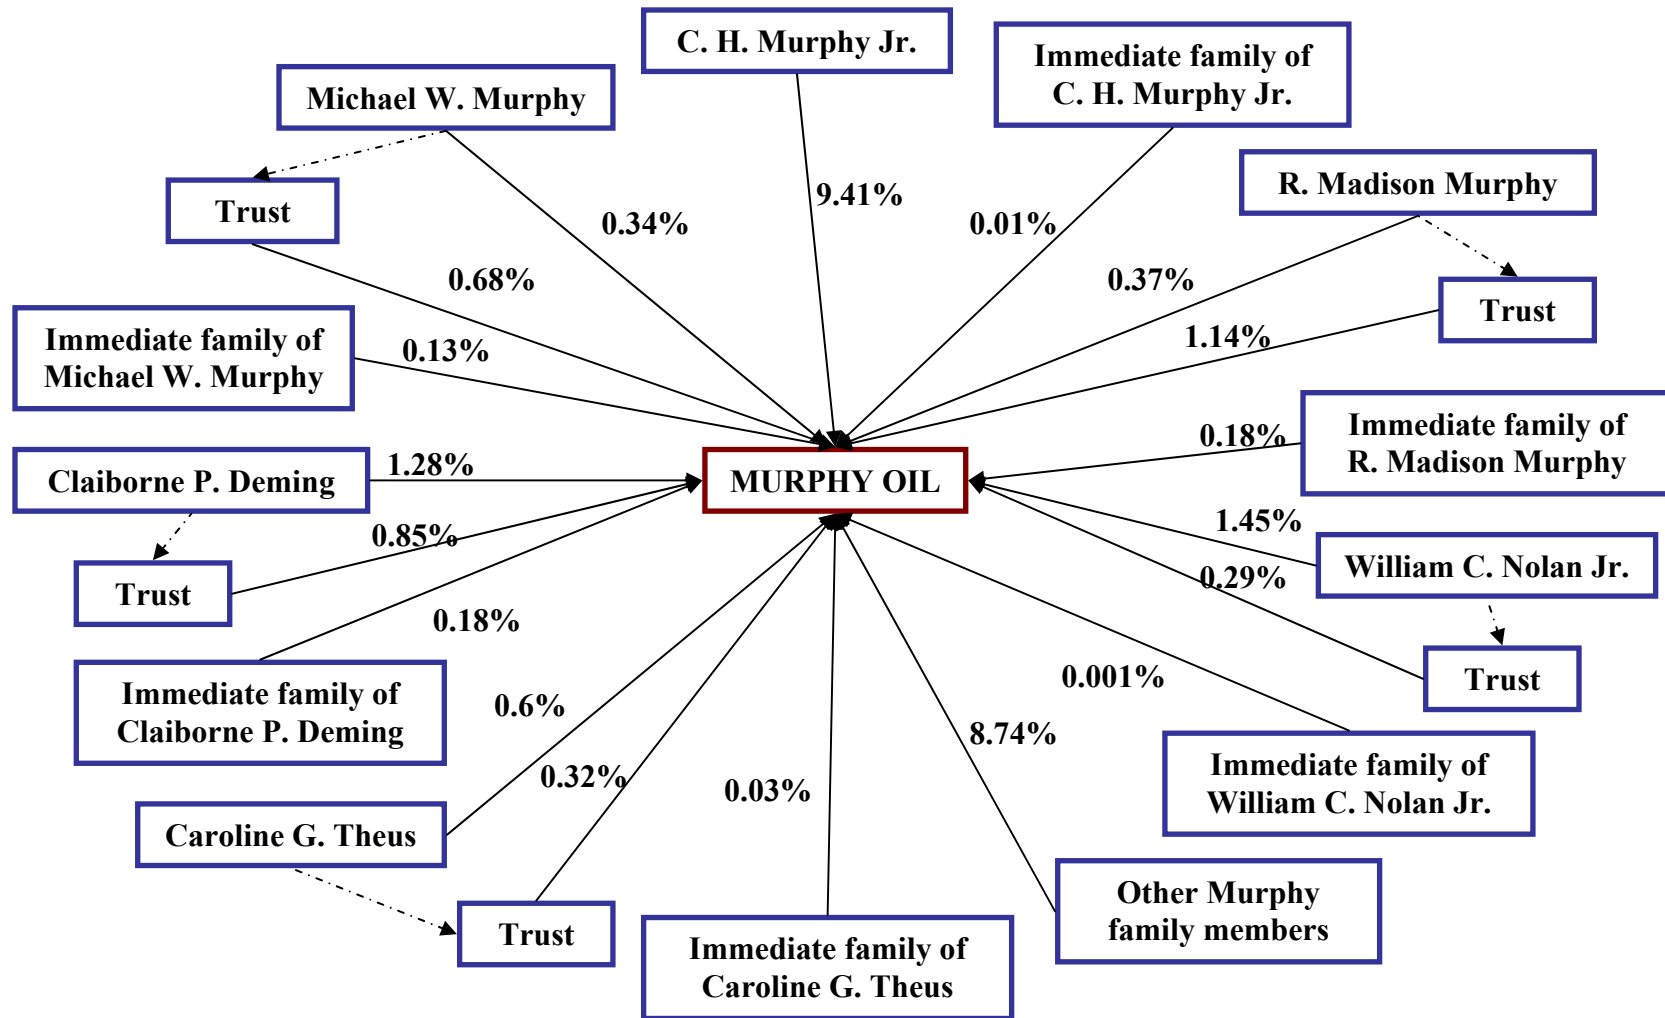 C. H. Murphy Jr.
Immediate family of
C. H. Murphy Jr.
Michael W. Murphy
R. Madison Murphy
Trust
9.41%
0.34%
0.01%
0.68%
0.37%
Trust
Immediate family of
Michael W. Murphy
0.13%
1.14%
Immediate family of
R. Madison Murphy
0.18%
Claiborne P. Deming
1.28%
MURPHY OIL
1.45%
0.85%
William C. Nolan Jr.
0.29%
Trust
0.18%
Trust
0.001%
Immediate family of
Claiborne P. Deming
0.6%
8.74%
Immediate family of
William C. Nolan Jr.
0.32%
0.03%
Caroline G. Theus
Other Murphy
family members
Trust
Immediate family of
Caroline G. Theus